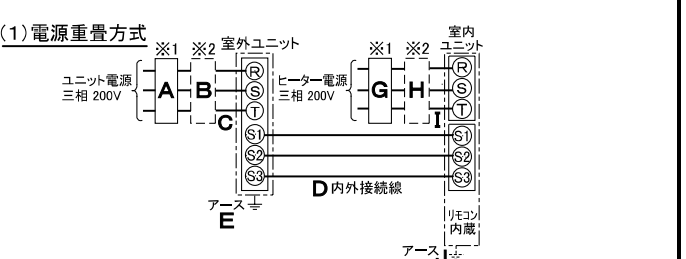 (1)電源重畳方式
※1 ※2 室外ユニット
ユニット電源
三相 200V
A B C
R
S
T
S1
S2
S3
アース
E
※1 ※2
室内
ユニット
ヒーター電源
三相 200V
G H I
R
S
T
S1
S2
S3
D 内外接続線
リモコン
内蔵
アース